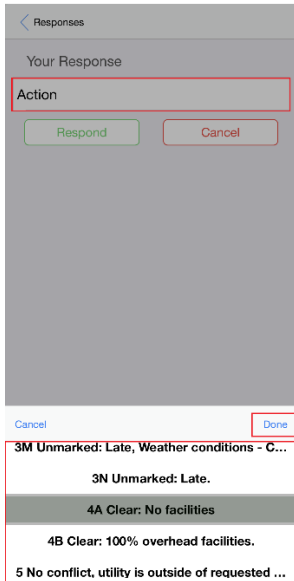 Responses
Your Response
Action
Respond Cancel
Cancel Done
3M Unmarked: Late, Weather conditions - C...
3N Unmarked: Late.
4A Clear: No facilities
4B Clear: 100% overhead facilities.
5 No conflict, utility is outside of requested ...